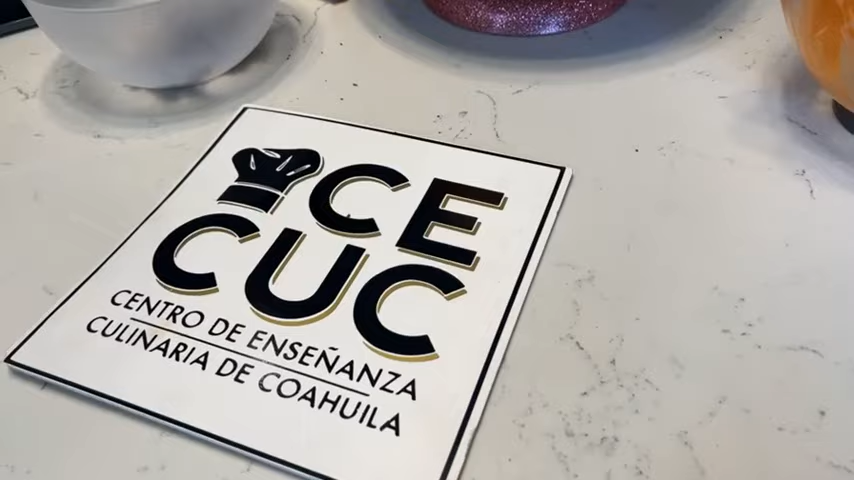 CE
CUC
CENTRO DE ENSEÑANZA
CULINARIA DE COAHUILA